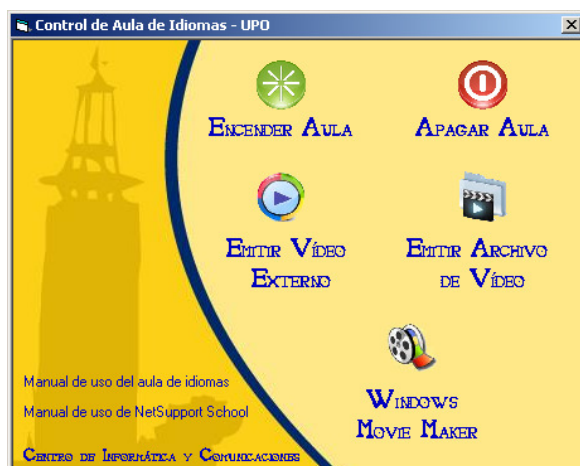 Control de Aula de Idiomas - UPO
Encender Aula
Apagar Aula
Emitir Vídeo
Externo
Emitir Archivo
de Vídeo
Windows
Movie Maker
Manual de uso del aula de idiomas
Manual de uso de NetSupport School
Centro de Informática y Comunicaciones